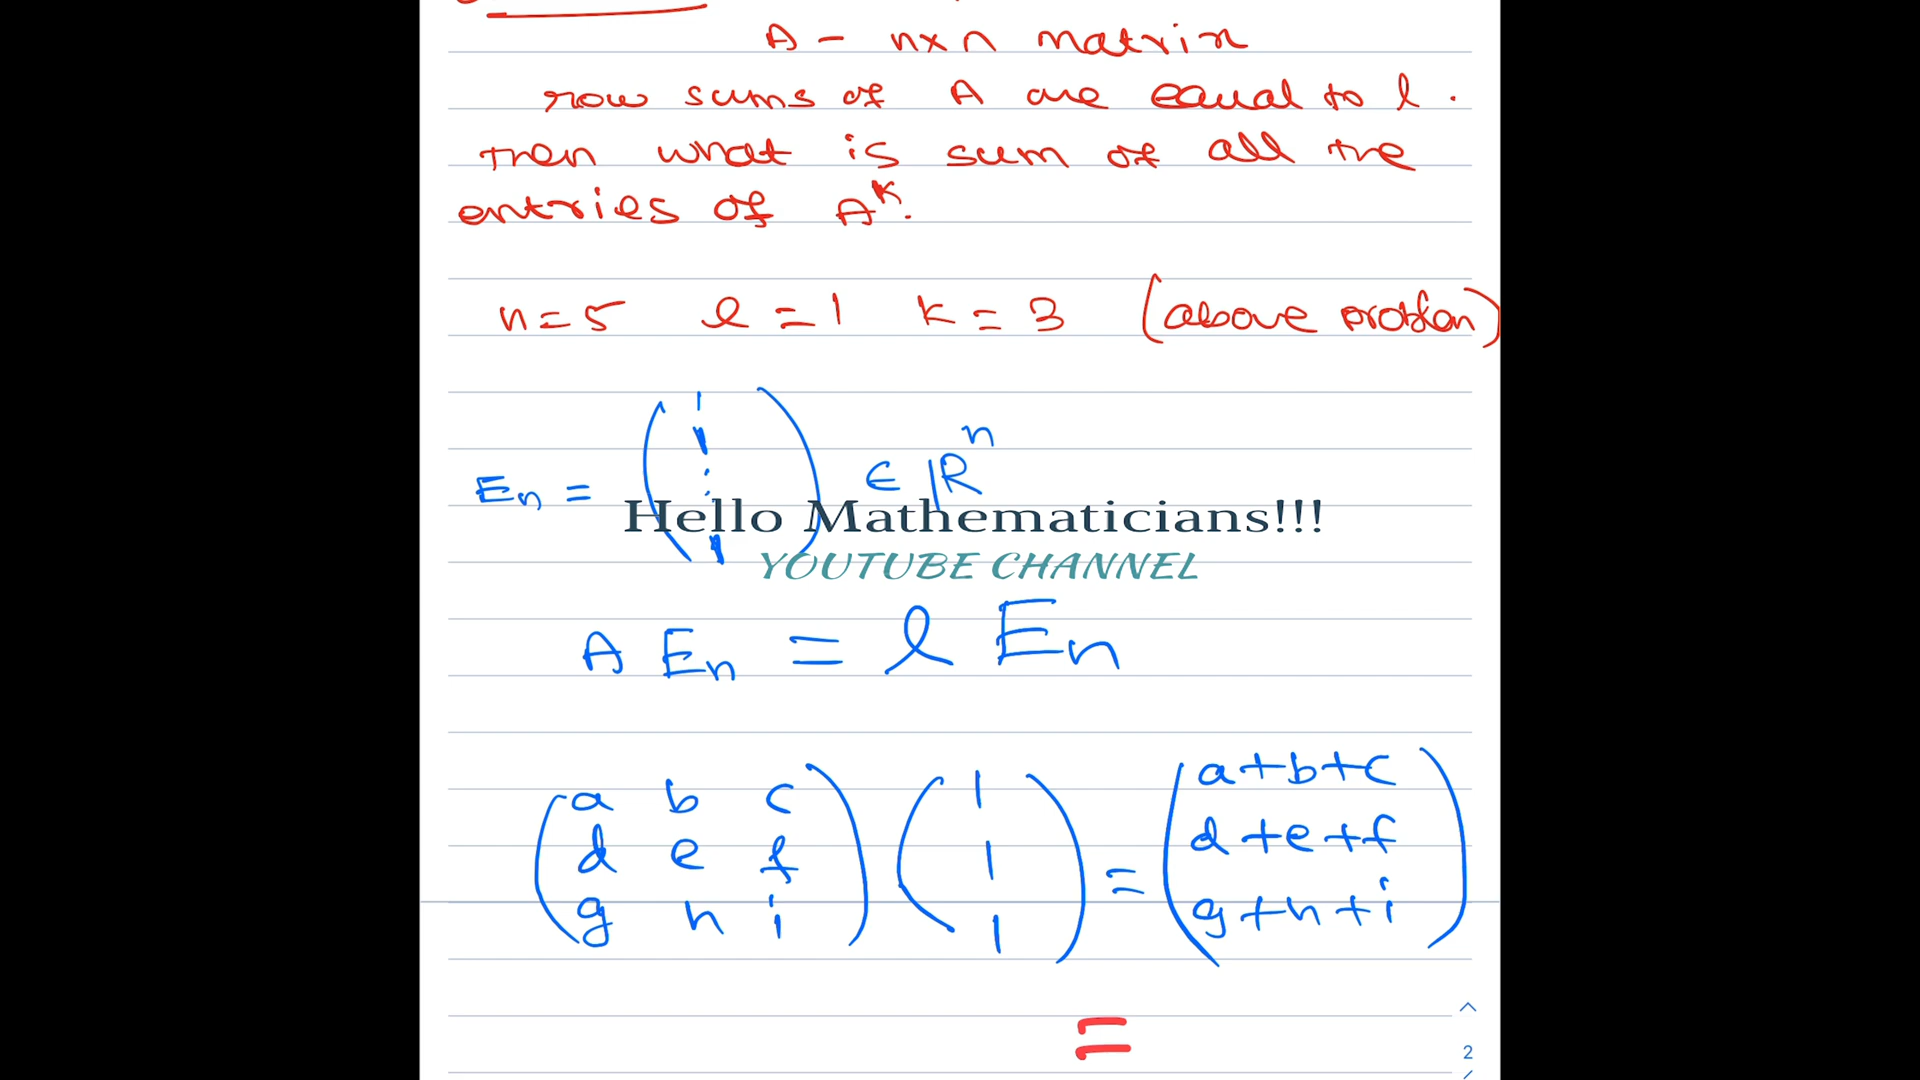 A - n×n matrix
row sums of A are equal to l.
Then what is sum of all the
entries of A^k.
n=5 l=1 k=3 (above problem)
E_n = (1 1 ⋮ 1) ∈ ℝ^n
Hello Mathematicians!!!
YOUTUBE CHANNEL
A E_n = l E_n
(a b c) (1) = (a+b+c)
(d e f) (1) (d+e+f)
(g h i) (1) (g+h+i)
=
2